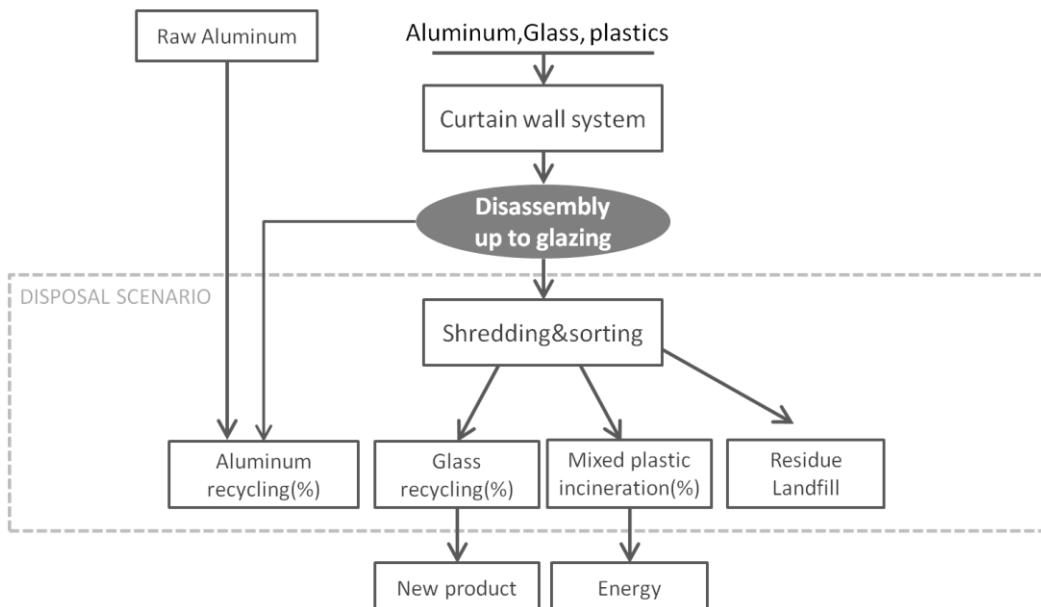 Raw Aluminum
Aluminum,Glass, plastics
Curtain wall system
Disassembly
up to glazing
DISPOSAL SCENARIO
Shredding&sorting
Aluminum
recycling(%)
Glass
recycling(%)
Mixed plastic
incineration(%)
Residue
Landfill
New product
Energy